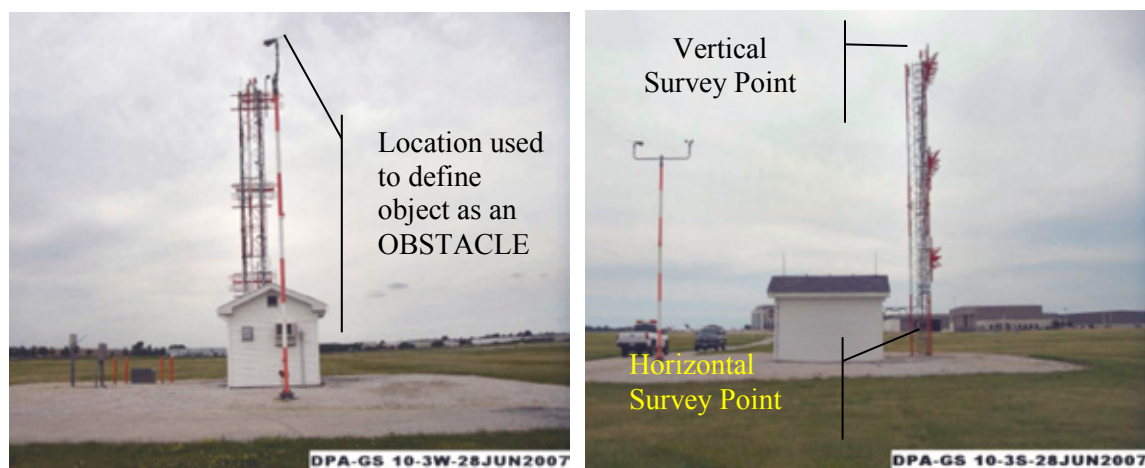 Location used
to define
object as an
OBSTACLE
DPA-GS 10-3W-28JUN2007
Vertical
Survey Point
Horizontal
Survey Point
DPA-GS 10-3S-28JUN2007